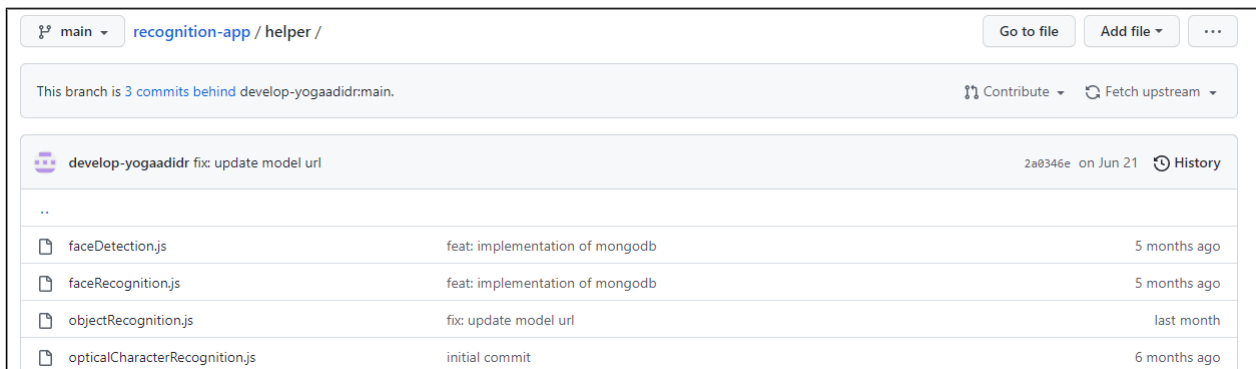 main recognition-app / helper / Go to file Add file ...
This branch is 3 commits behind develop-yogaadidr:main. Contribute Fetch upstream
develop-yogaadidr fix: update model url 2a0346e on Jun 21 History
..
faceDetection.js feat: implementation of mongodb 5 months ago
faceRecognition.js feat: implementation of mongodb 5 months ago
objectRecognition.js fix: update model url last month
opticalCharacterRecognition.js initial commit 6 months ago